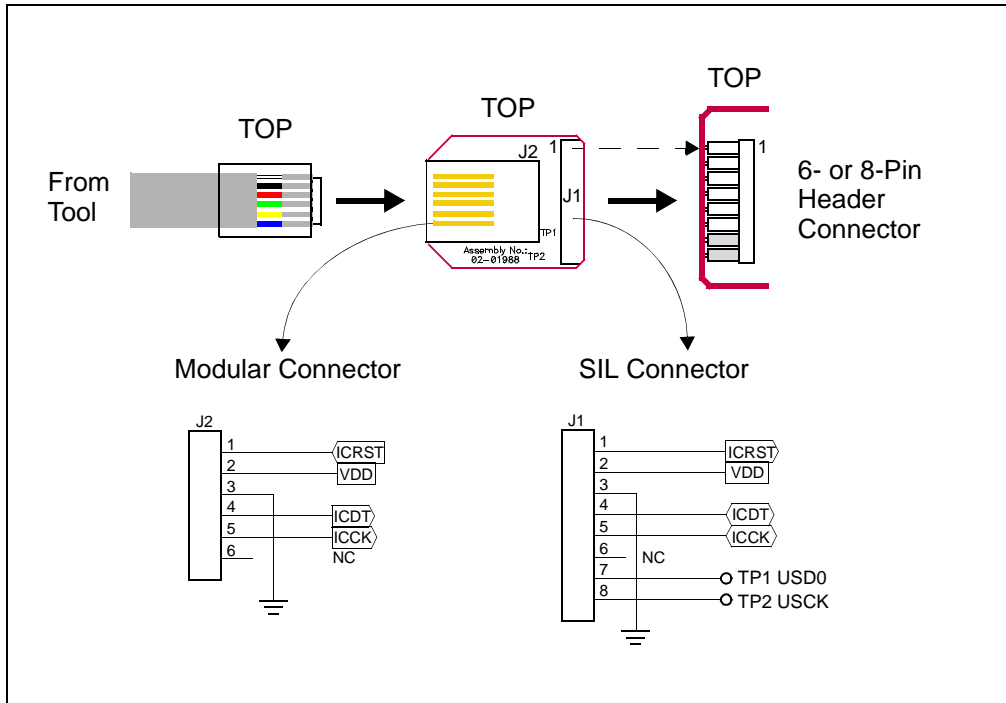 TOP
TOP
TOP
From
Tool
J2
1
J1
TP1
Assembly No.:
02-01988
TP2
1
6- or 8-Pin
Header
Connector
Modular Connector
J2
1
ICRST
2
VDD
3
4
ICDT
5
ICCK
6
NC
SIL Connector
J1
1
ICRST
2
VDD
3
4
ICDT
5
ICCK
6
NC
7
TP1 USD0
8
TP2 USCK